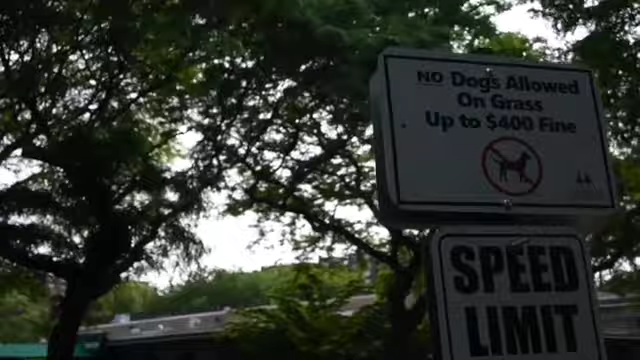 NO Dogs Allowed
On Grass
Up to $400 Fine
SPEED
LIMIT